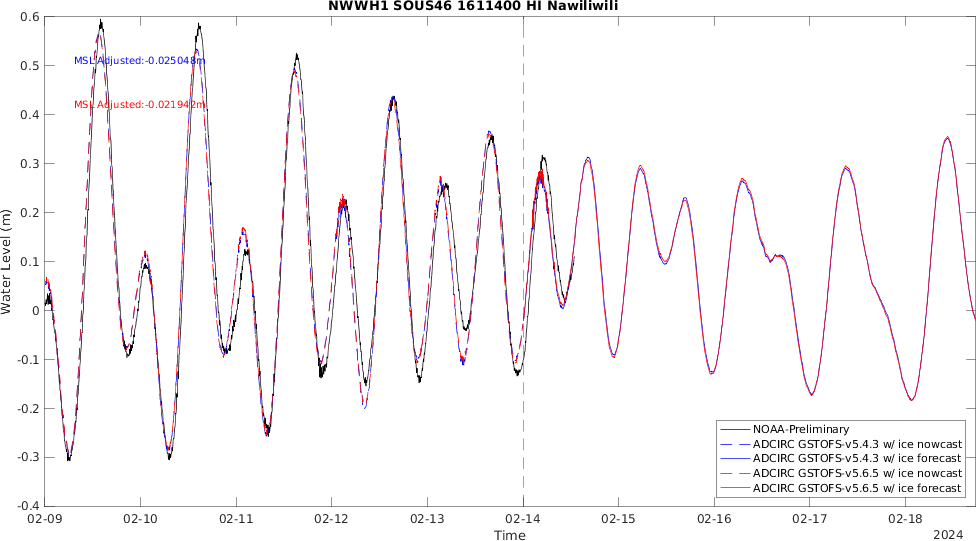 NWWH1 SOUS46 1611400 HI Nawiliwili
0.6
0.5
0.4
0.3
0.2
0.1
0
-0.1
-0.2
-0.3
-0.4
Water Level (m)
MSL Adjusted:-0.025048m
MSL Adjusted:-0.021942m
NOAA-Preliminary
ADCIRC GSTOFS-v5.4.3 w/ ice nowcast
ADCIRC GSTOFS-v5.4.3 w/ ice forecast
ADCIRC GSTOFS-v5.6.5 w/ ice nowcast
ADCIRC GSTOFS-v5.6.5 w/ ice forecast
02-09 02-10 02-11 02-12 02-13 02-14 02-15 02-16 02-17 02-18
Time
2024